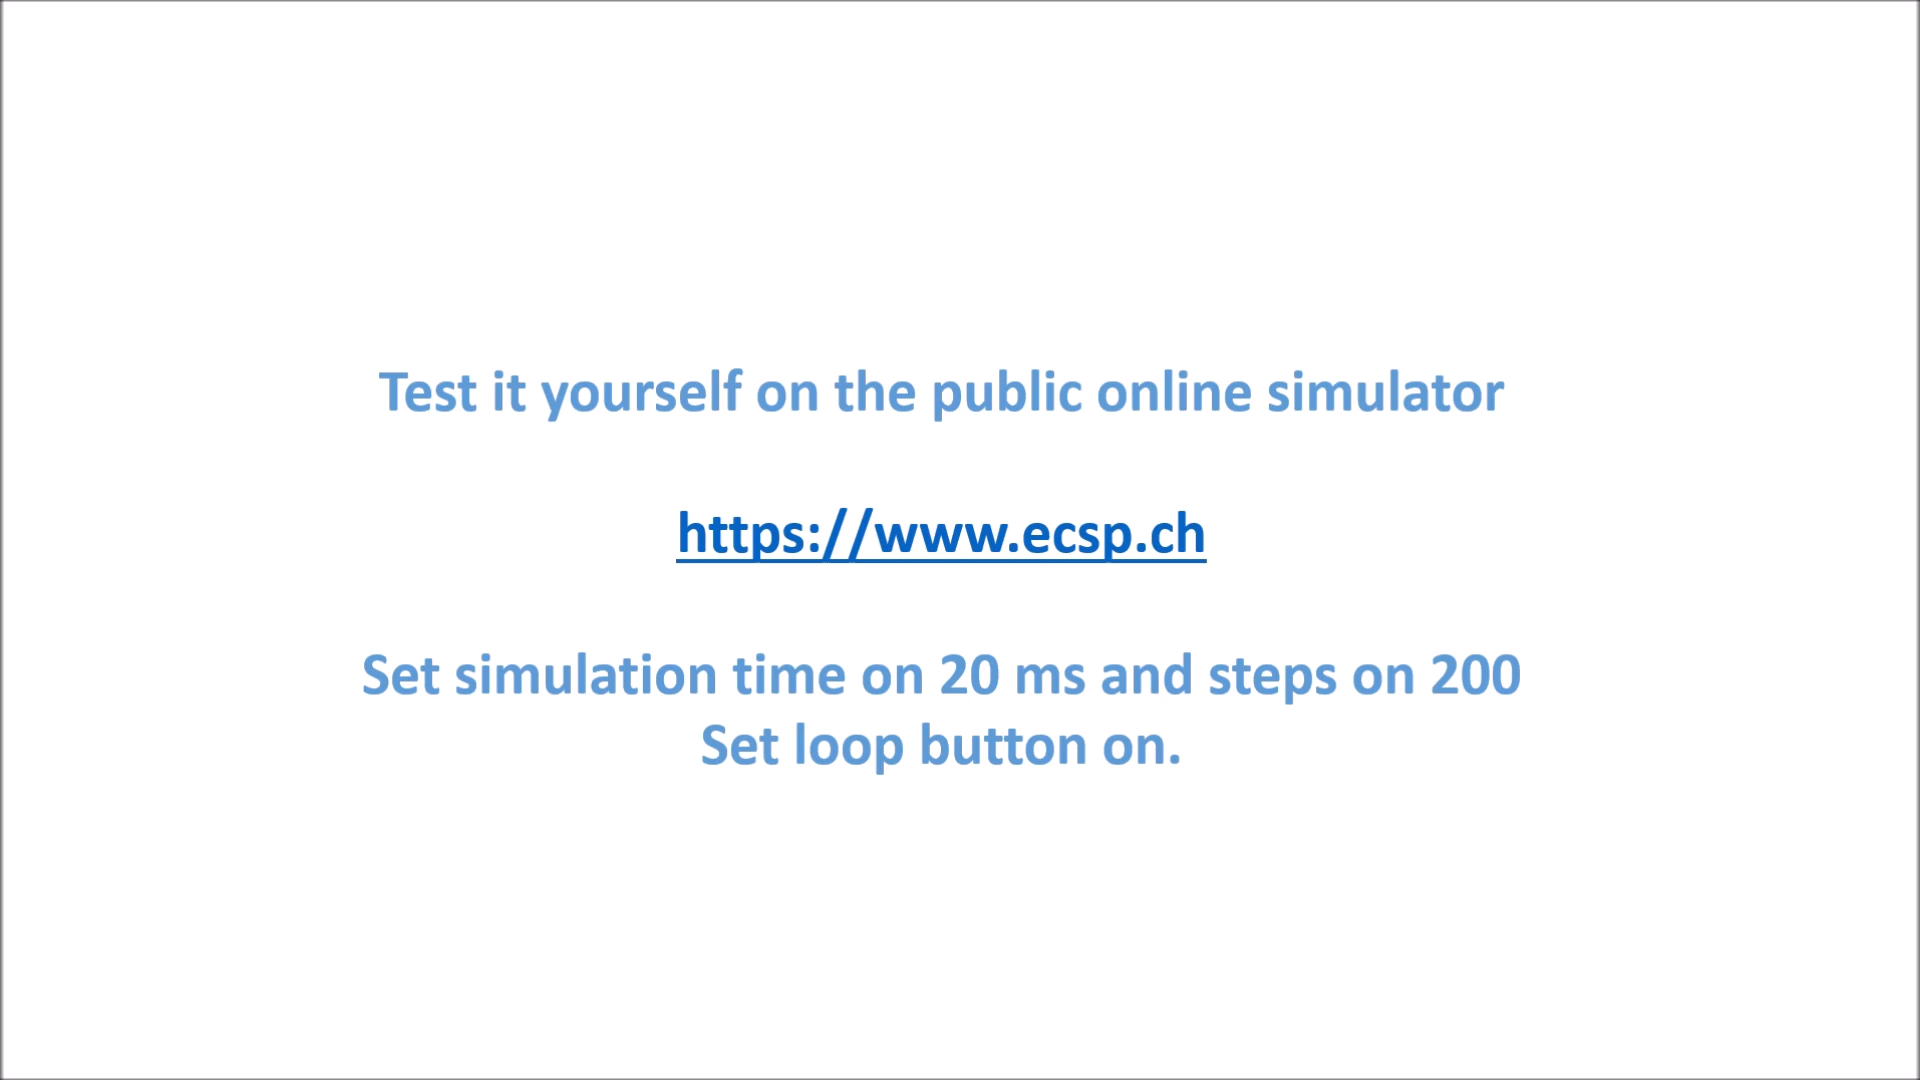 Test it yourself on the public online simulator
https://www.ecsp.ch
Set simulation time on 20 ms and steps on 200
Set loop button on.